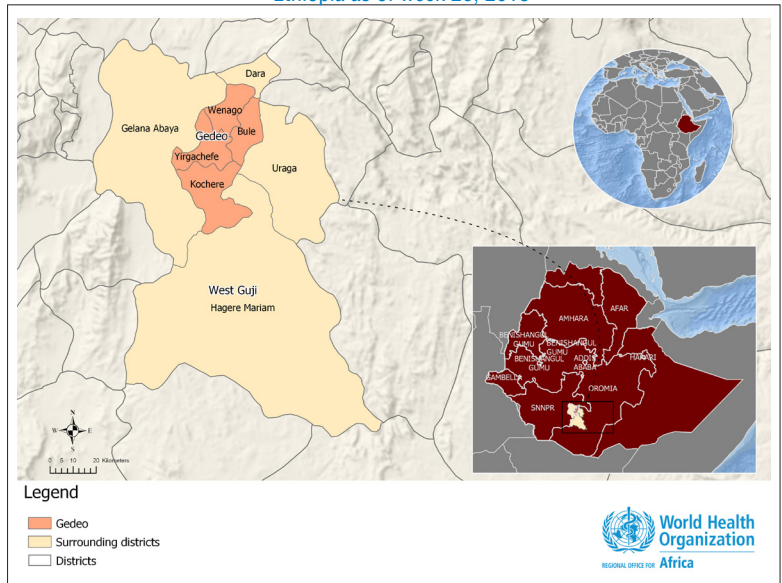 Dara
Wenago
Gelana Abaya
Bule
Gedeo
Yirgachefe
Uraga
Kochere
West Guji
Hagere Mariam
AFAR
AMHARA
BENISHANGUL
GUMU
BENISHANGUL
GUMU
BENISHANGUL
GUMU
ADDIS
ABABA
HARARI
GAMBELLA
OROMIA
SNNPR
N
W
E
S
0 5 10 20 Kilometers
Legend
Gedeo
Surrounding districts
Districts
World Health
Organization
REGIONAL OFFICE FOR Africa